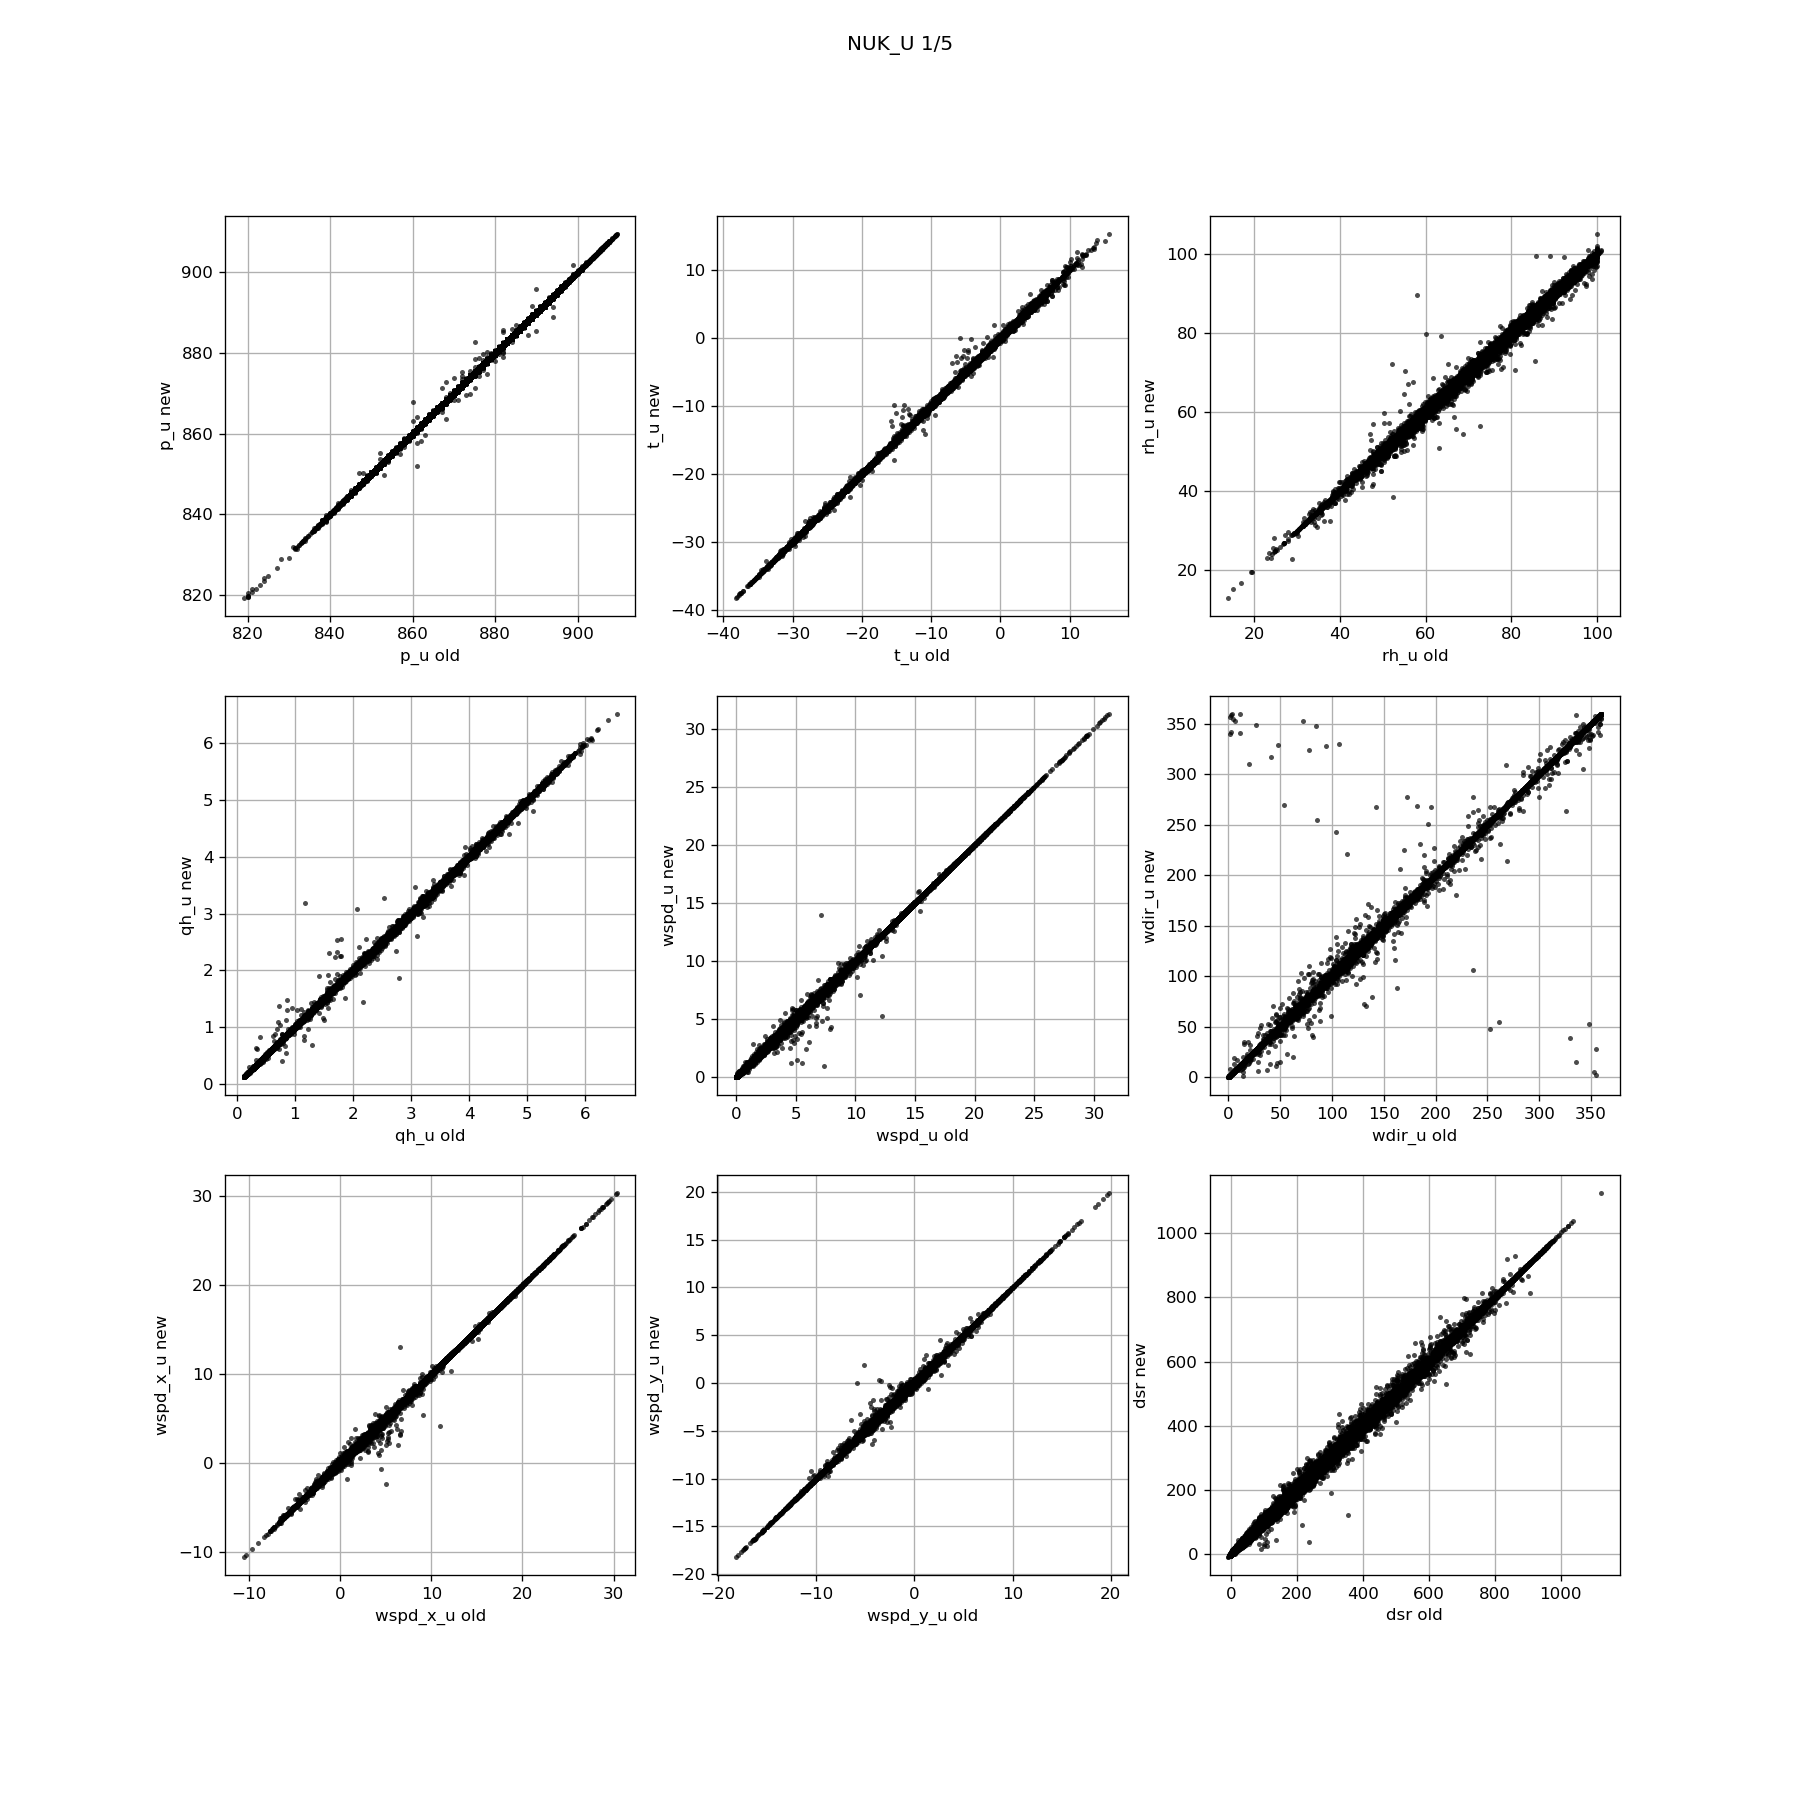 NUK_U 1/5
900
880
860
840
820
p_u new
820 840 860 880 900
p_u old
10
0
−10
−20
−30
−40
t_u new
−40 −30 −20 −10 0 10
t_u old
100
80
60
40
20
rh_u new
20 40 60 80 100
rh_u old
6
5
4
3
2
1
0
qh_u new
0 1 2 3 4 5 6
qh_u old
30
25
20
15
10
5
0
wspd_u new
0 5 10 15 20 25 30
wspd_u old
350
300
250
200
150
100
50
0
wdir_u new
0 50 100 150 200 250 300 350
wdir_u old
30
20
10
0
−10
wspd_x_u new
−10 0 10 20 30
wspd_x_u old
20
15
10
5
0
−5
−10
−15
−20
wspd_y_u new
−20 −10 0 10 20
wspd_y_u old
1000
800
600
400
200
0
dsr new
0 200 400 600 800 1000
dsr old